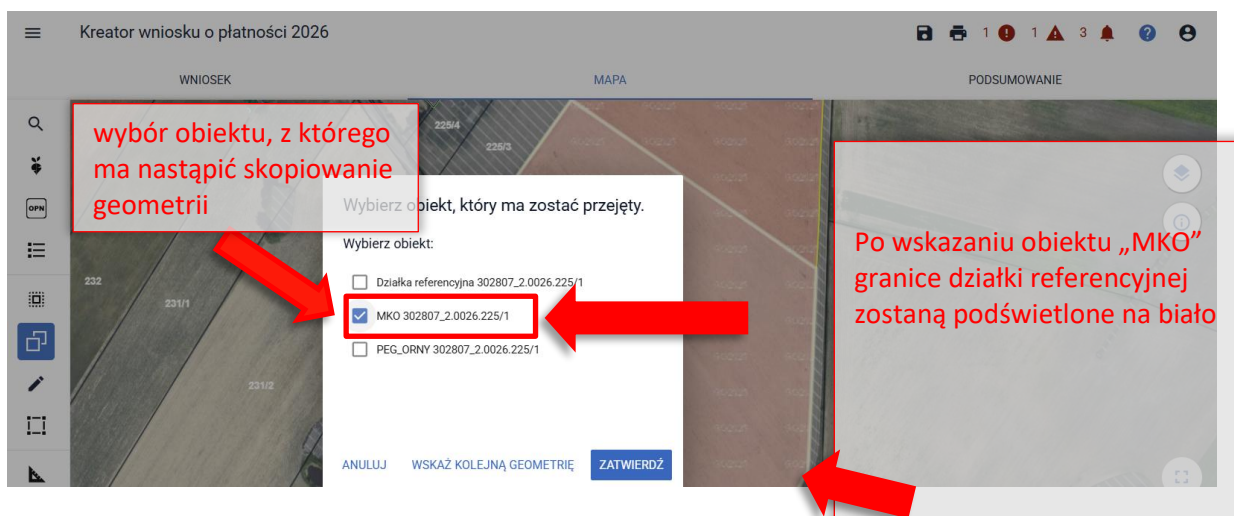 Kreator wniosku o płatności 2026
1 1 3
WNIOSEK MAPA PODSUMOWANIE
wybór obiektu, z którego
ma nastąpić skopiowanie
geometrii
225/4
225/3
OPN
232
231/1
231/2
Wybierz obiekt, który ma zostać przejęty.
Wybierz obiekt:
Działka referencyjna 302807_2.0026.225/1
MKO 302807_2.0026.225/1
PEG_ORNY 302807_2.0026.225/1
ANULUJ WSKAŻ KOLEJNĄ GEOMETRIĘ ZATWIERDŹ
Po wskazaniu obiektu „MKO”
granice działki referencyjnej
zostaną podświetlone na biało